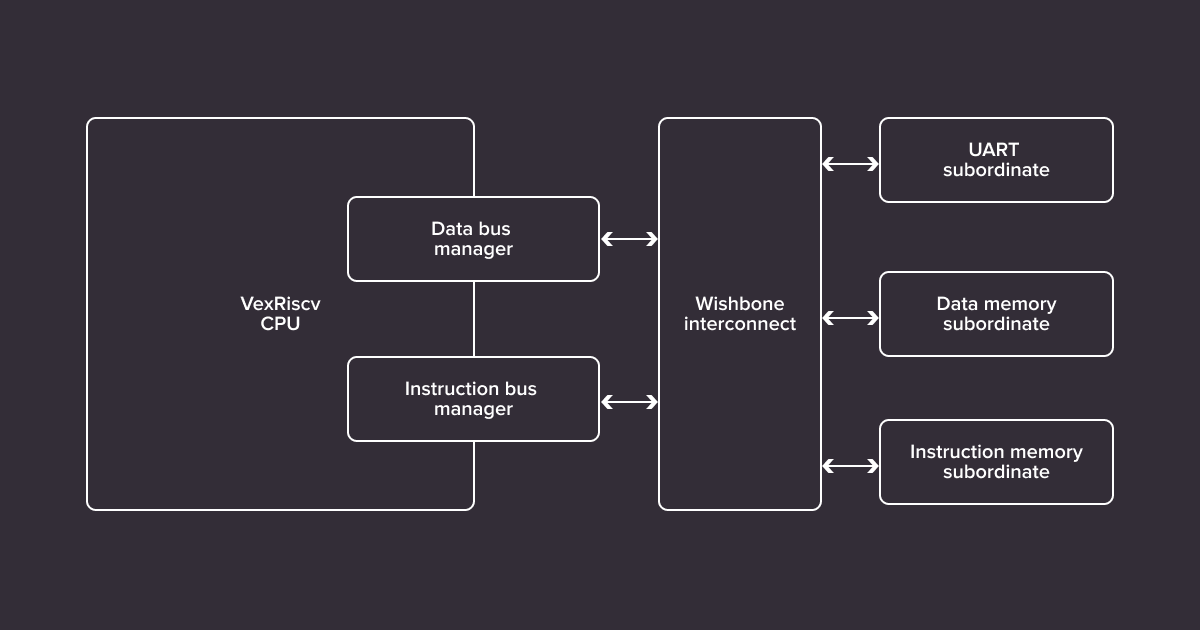 VexRiscv
CPU
Data bus
manager
Instruction bus
manager
Wishbone
interconnect
UART
subordinate
Data memory
subordinate
Instruction memory
subordinate